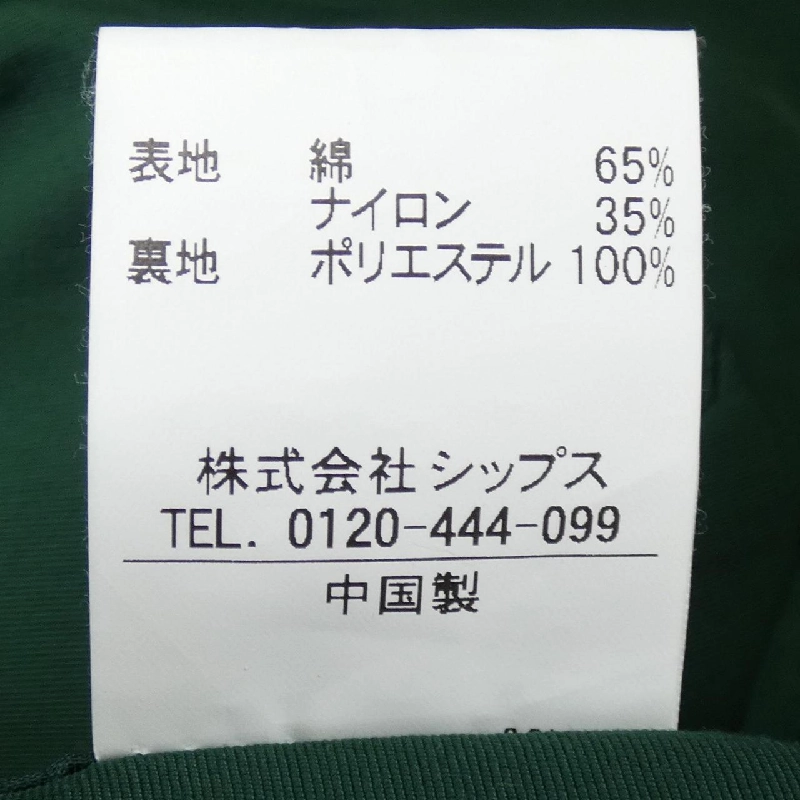 表地 綿 65%
ナイロン 35%
裏地 ポリエステル 100%
株式会社 シップス
TEL. 0120-444-099
中国製